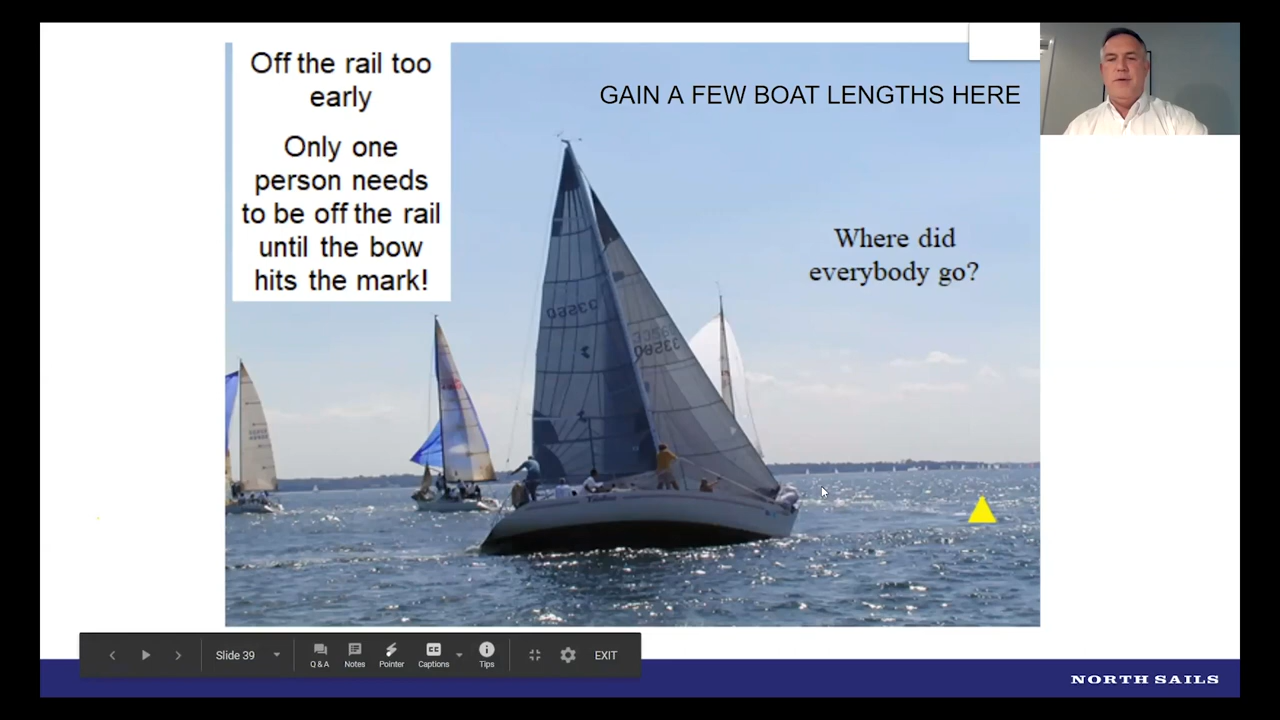 Off the rail too
early
Only one
person needs
to be off the rail
until the bow
hits the mark!
GAIN A FEW BOAT LENGTHS HERE
Where did
everybody go?
33290
33290
Slide 39
Q & A
Notes
Pointer
Captions
Tips
EXIT
NORTH SAILS